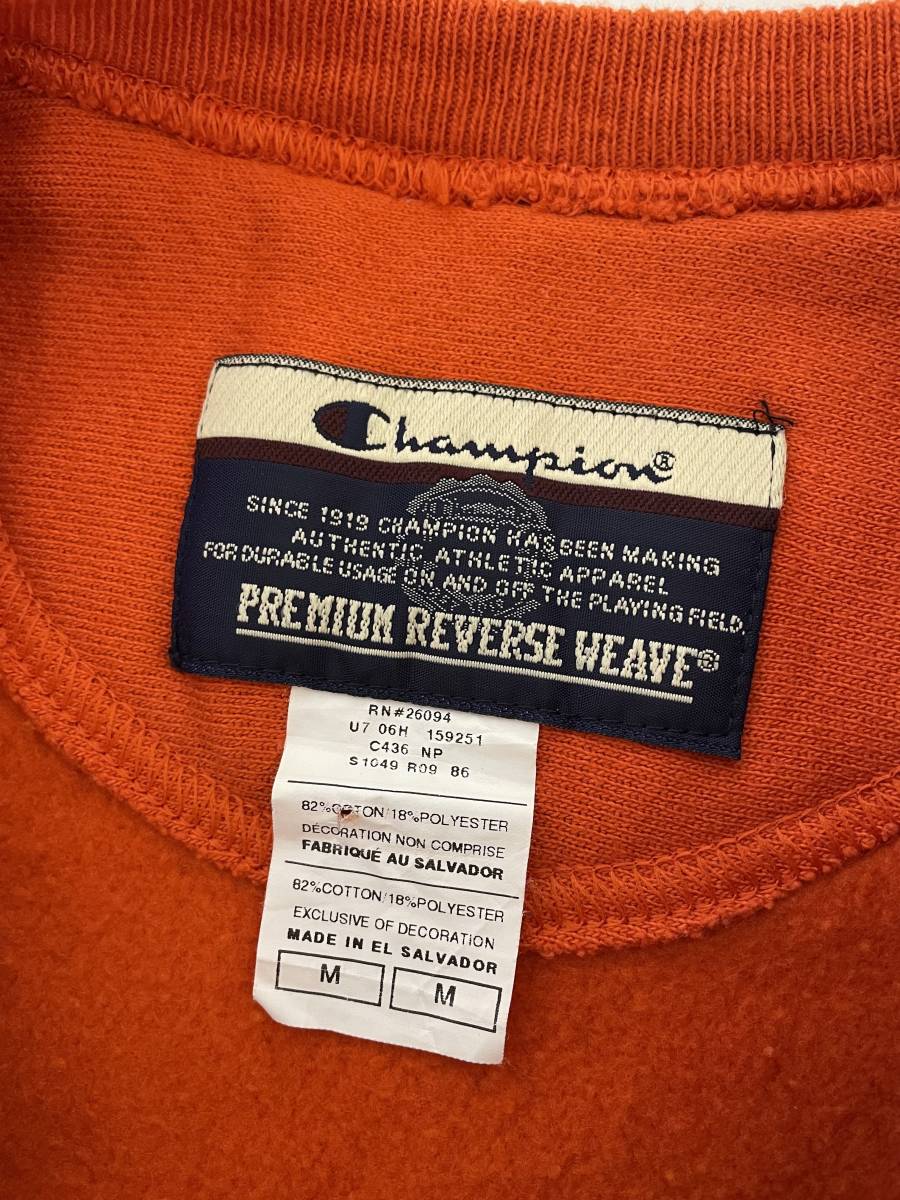 Champion®
SINCE 1919 CHAMPION HAS BEEN MAKING
AUTHENTIC ATHLETIC APPAREL
FOR DURABLE USAGE ON AND OFF THE PLAYING FIELD.
PREMIUM REVERSE WEAVE®
RN#26094
U7 06H 159251
C436 NP
S1049 R09 86
82%COTTON/18%POLYESTER
DÉCORATION NON COMPRISE
FABRIQUÉ AU SALVADOR
82%COTTON/18%POLYESTER
EXCLUSIVE OF DECORATION
MADE IN EL SALVADOR
M M